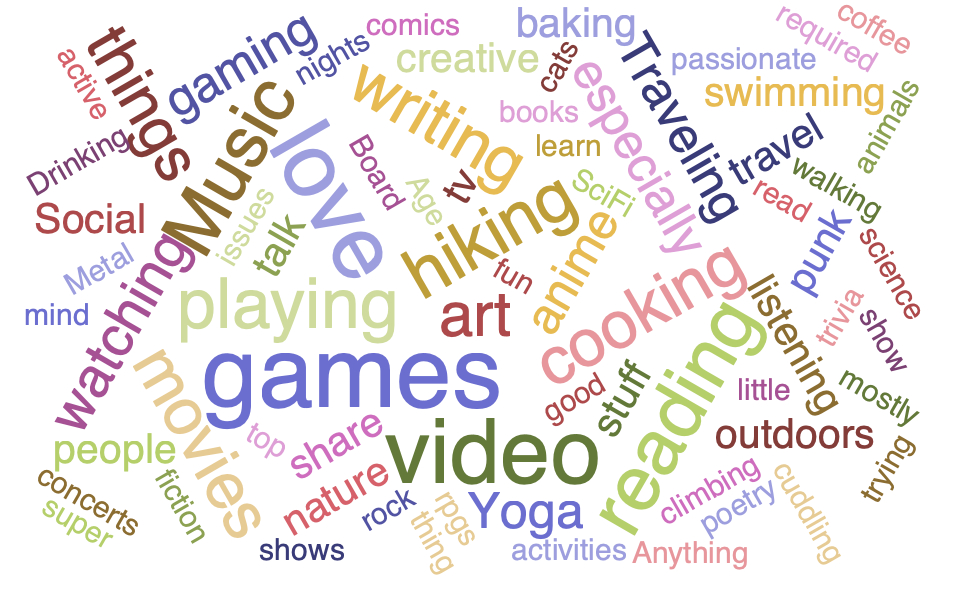 things
active
gaming
nights
comics
creative
baking
cats
required
coffee
passionate
Traveling
especially
swimming
animals
Drinking
Music
love
writing
books
learn
travel
walking
Board
Age
tv
SciFi
read
Social
issues
talk
hiking
anime
punk
science
Metal
watching
fun
cooking
mind
playing
art
listening
trivia
show
games
movies
good
stuff
reading
little
mostly
people
top
share
video
outdoors
trying
concerts
super
fiction
nature
rock
rpgs
thing
Yoga
climbing
poetry
cuddling
shows
activities
Anything